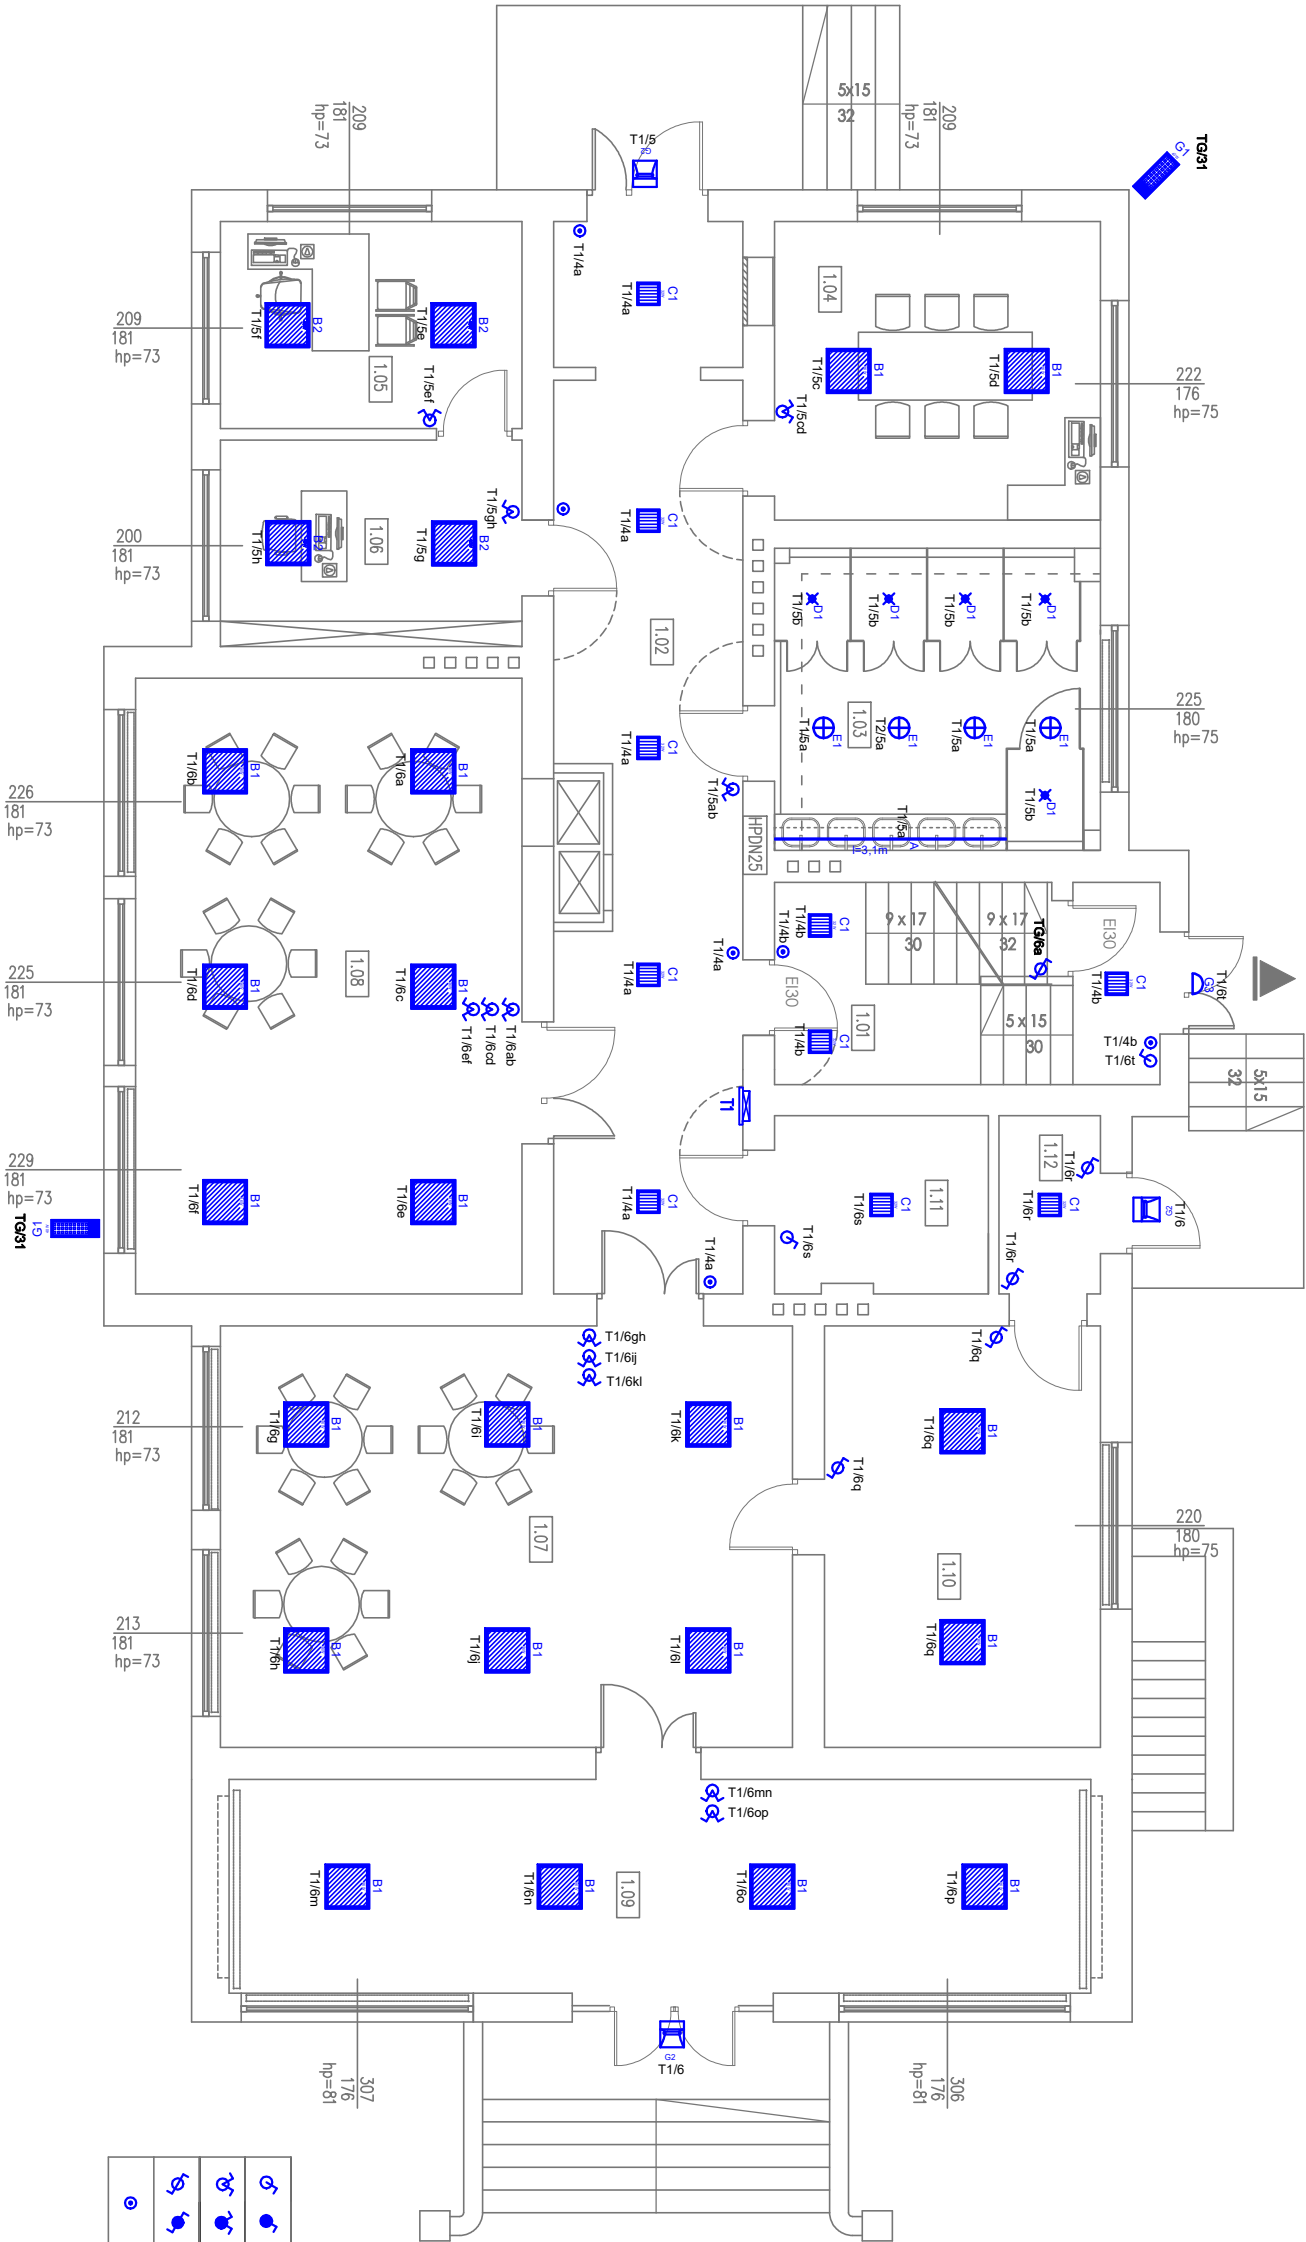 5x15
32
209
181
hp=73
209
181
hp=73
TG/31
G1
T1/5
G2
T1/4a
C1
T1/4a
1.04
T1/5c
B1
T1/5d
B1
222
176
hp=75
209
181
hp=73
T1/5f
B2
T1/5e
B2
1.05
T1/5ef
T1/5cd
200
181
hp=73
T1/5h
B2
1.06
T1/5g
B2
T1/5gh
T1/4a
C1
T1/5b
D1
T1/5b
D1
T1/5b
D1
T1/5b
D1
1.02
1.03
T1/5a
E1
T2/5a
E1
T1/5a
E1
T1/5a
E1
225
180
hp=75
T1/4a
C1
T1/5ab
T1/5b
D1
T1/5a
A
l=3,1m
HPDN25
226
181
hp=73
T1/6b
B1
T1/6a
B1
225
181
hp=73
T1/6d
B1
1.08
T1/6c
B1
T1/6ef
T1/6cd
T1/6ab
T1/4a
C1
T1/4a
T1/4b
T1/4b
C1
9 x 17
30
9 x 17
32
TG/6a
EI30
T1/4b
C1
G3
T1/6t
EI30
T1/4b
C1
1.01
5 x 15
30
T1/4b
T1/6t
5x15
32
T1
229
181
hp=73
TG/31
G1
T1/6f
B1
T1/6e
B1
T1/4a
C1
T1/4a
T1/6s
T1/6s
C1
1.11
1.12
T1/6r
T1/6r
C1
T1/6r
G2
T1/6
T1/6gh
T1/6ij
T1/6kl
T1/6q
212
181
hp=73
T1/6g
B1
T1/6i
B1
T1/6k
B1
T1/6q
B1
T1/6q
1.07
220
180
hp=75
1.10
213
181
hp=73
T1/6h
B1
T1/6j
B1
T1/6l
B1
T1/6q
B1
T1/6mn
T1/6op
T1/6m
B1
T1/6n
B1
1.09
T1/6o
B1
T1/6p
B1
G2
T1/6
307
176
hp=81
306
176
hp=81